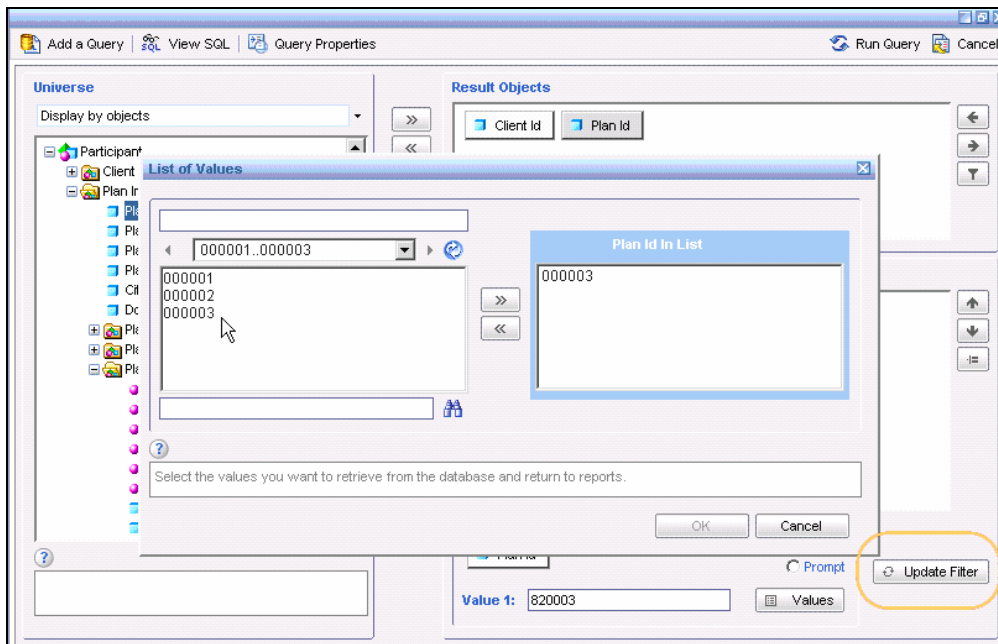 Add a Query | View SQL | Query Properties Run Query Cancel
Universe
Display by objects
Participant
Client
Plan In
Result Objects
Client Id Plan Id
List of Values
000001..000003
000001
000002
000003
Plan Id In List
000003
Select the values you want to retrieve from the database and return to reports.
OK Cancel
Prompt
Update Filter
Value 1: 820003 Values